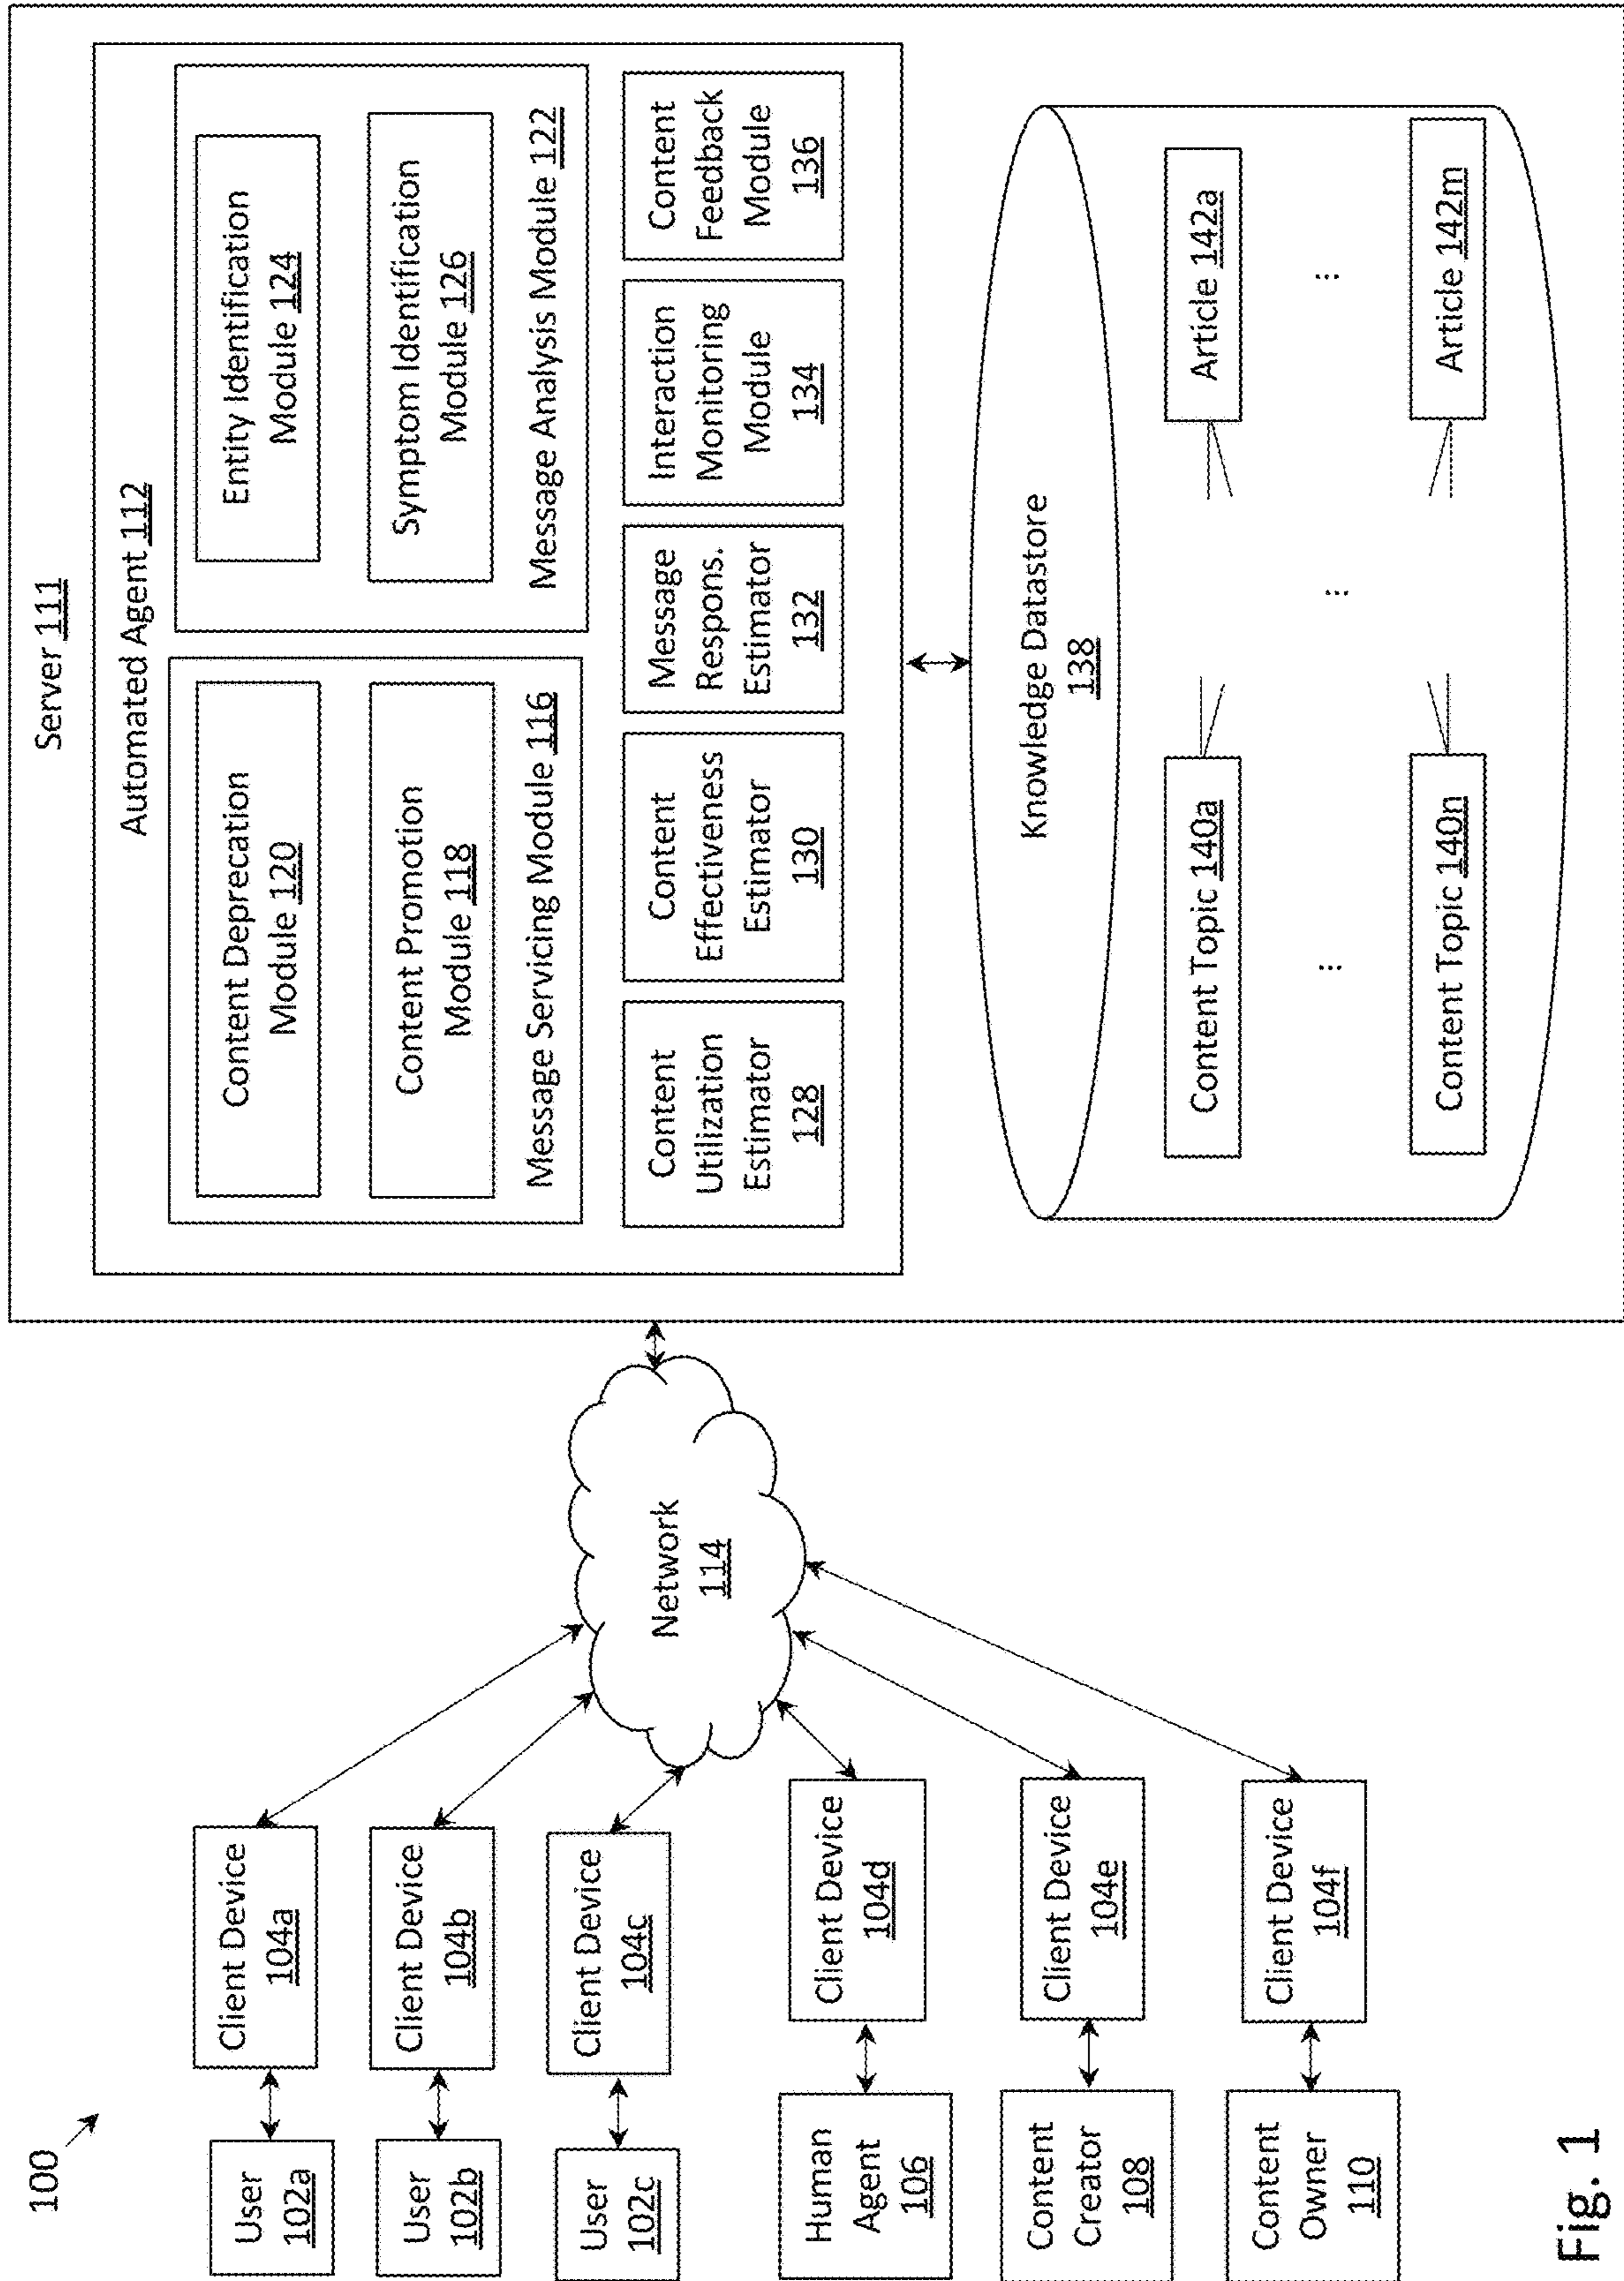 100
User
102a
User
102b
User
102c
Human
Agent
106
Content
Creator
108
Content
Owner
110
Client Device
104a
Client Device
104b
Client Device
104c
Client Device
104d
Client Device
104e
Client Device
104f
Network
114
Server 111
Automated Agent 112
Content Deprecation
Module 120
Content Promotion
Module 118
Message Servicing Module 116
Entity Identification
Module 124
Symptom Identification
Module 126
Message Analysis Module 122
Content
Utilization
Estimator
128
Content
Effectiveness
Estimator
130
Message
Respons.
Estimator
132
Interaction
Monitoring
Module
134
Content
Feedback
Module
136
Knowledge Datastore
138
Content Topic 140a
Article 142a
...
...
...
Content Topic 140n
Article 142m
Fig. 1